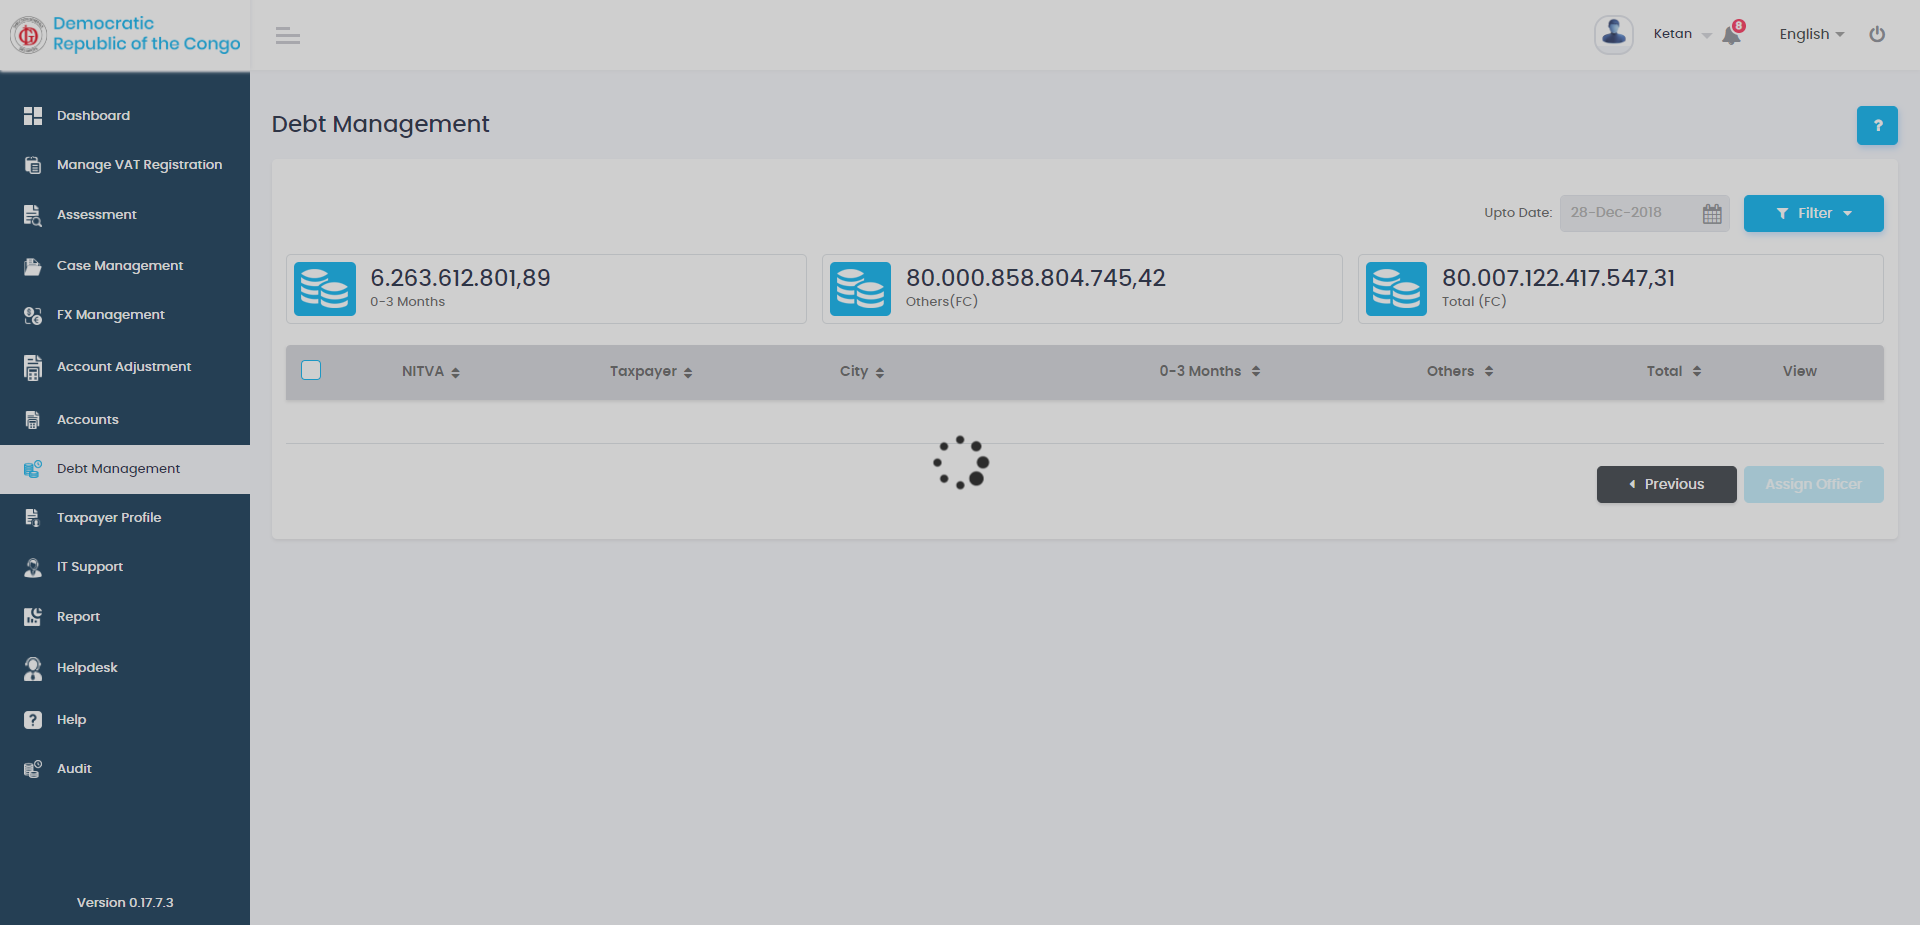 Democratic
Republic of the Congo
Ketan
8
English
Dashboard
Manage VAT Registration
Assessment
Case Management
FX Management
Account Adjustment
Accounts
Debt Management
Taxpayer Profile
IT Support
Report
Helpdesk
Help
Audit
Version 0.17.7.3
Debt Management
?
Upto Date: 28-Dec-2018 Filter
6.263.612.801,89
0-3 Months
80.000.858.804.745,42
Others(FC)
80.007.122.417.547,31
Total (FC)
NITVA Taxpayer City 0-3 Months Others Total View
Previous Assign Officer